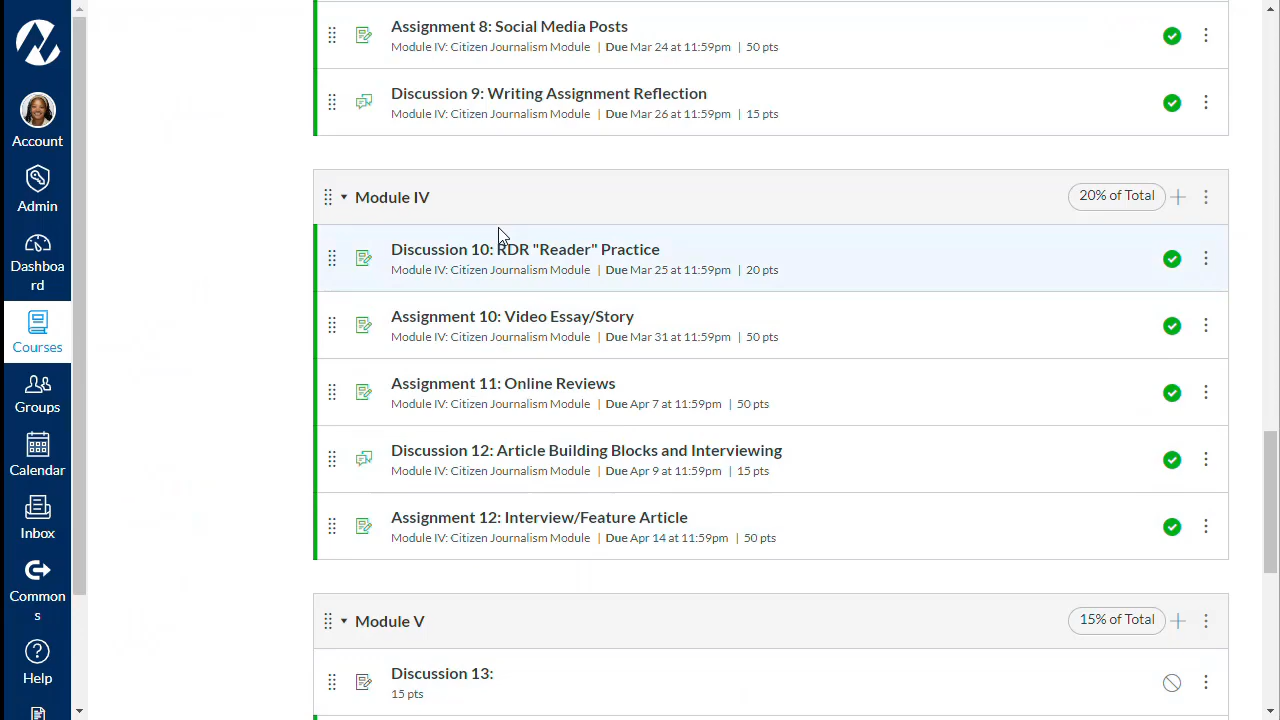 Assignment 8: Social Media Posts
Module IV: Citizen Journalism Module | Due Mar 24 at 11:59pm | 50 pts
Discussion 9: Writing Assignment Reflection
Module IV: Citizen Journalism Module | Due Mar 26 at 11:59pm | 15 pts
Account
Admin
Dashboa
rd
Courses
Groups
Calendar
Inbox
Common
s
Help
Module IV
20% of Total
Discussion 10: RDR "Reader" Practice
Module IV: Citizen Journalism Module | Due Mar 25 at 11:59pm | 20 pts
Assignment 10: Video Essay/Story
Module IV: Citizen Journalism Module | Due Mar 31 at 11:59pm | 50 pts
Assignment 11: Online Reviews
Module IV: Citizen Journalism Module | Due Apr 7 at 11:59pm | 50 pts
Discussion 12: Article Building Blocks and Interviewing
Module IV: Citizen Journalism Module | Due Apr 9 at 11:59pm | 15 pts
Assignment 12: Interview/Feature Article
Module IV: Citizen Journalism Module | Due Apr 14 at 11:59pm | 50 pts
Module V
15% of Total
Discussion 13:
15 pts